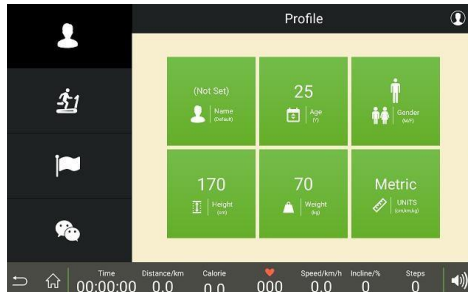 Profile
(Not Set)
Name
(Default)
25
Age
(Y)
Gender
(M/F)
170
Height
(cm)
70
Weight
(kg)
Metric
UNITS
(cm/km/kg)
Time
00:00:00
Distance/km
0.0
Calorie
0.0
000
Speed/km/h
0.0
Incline/%
0
Steps
0